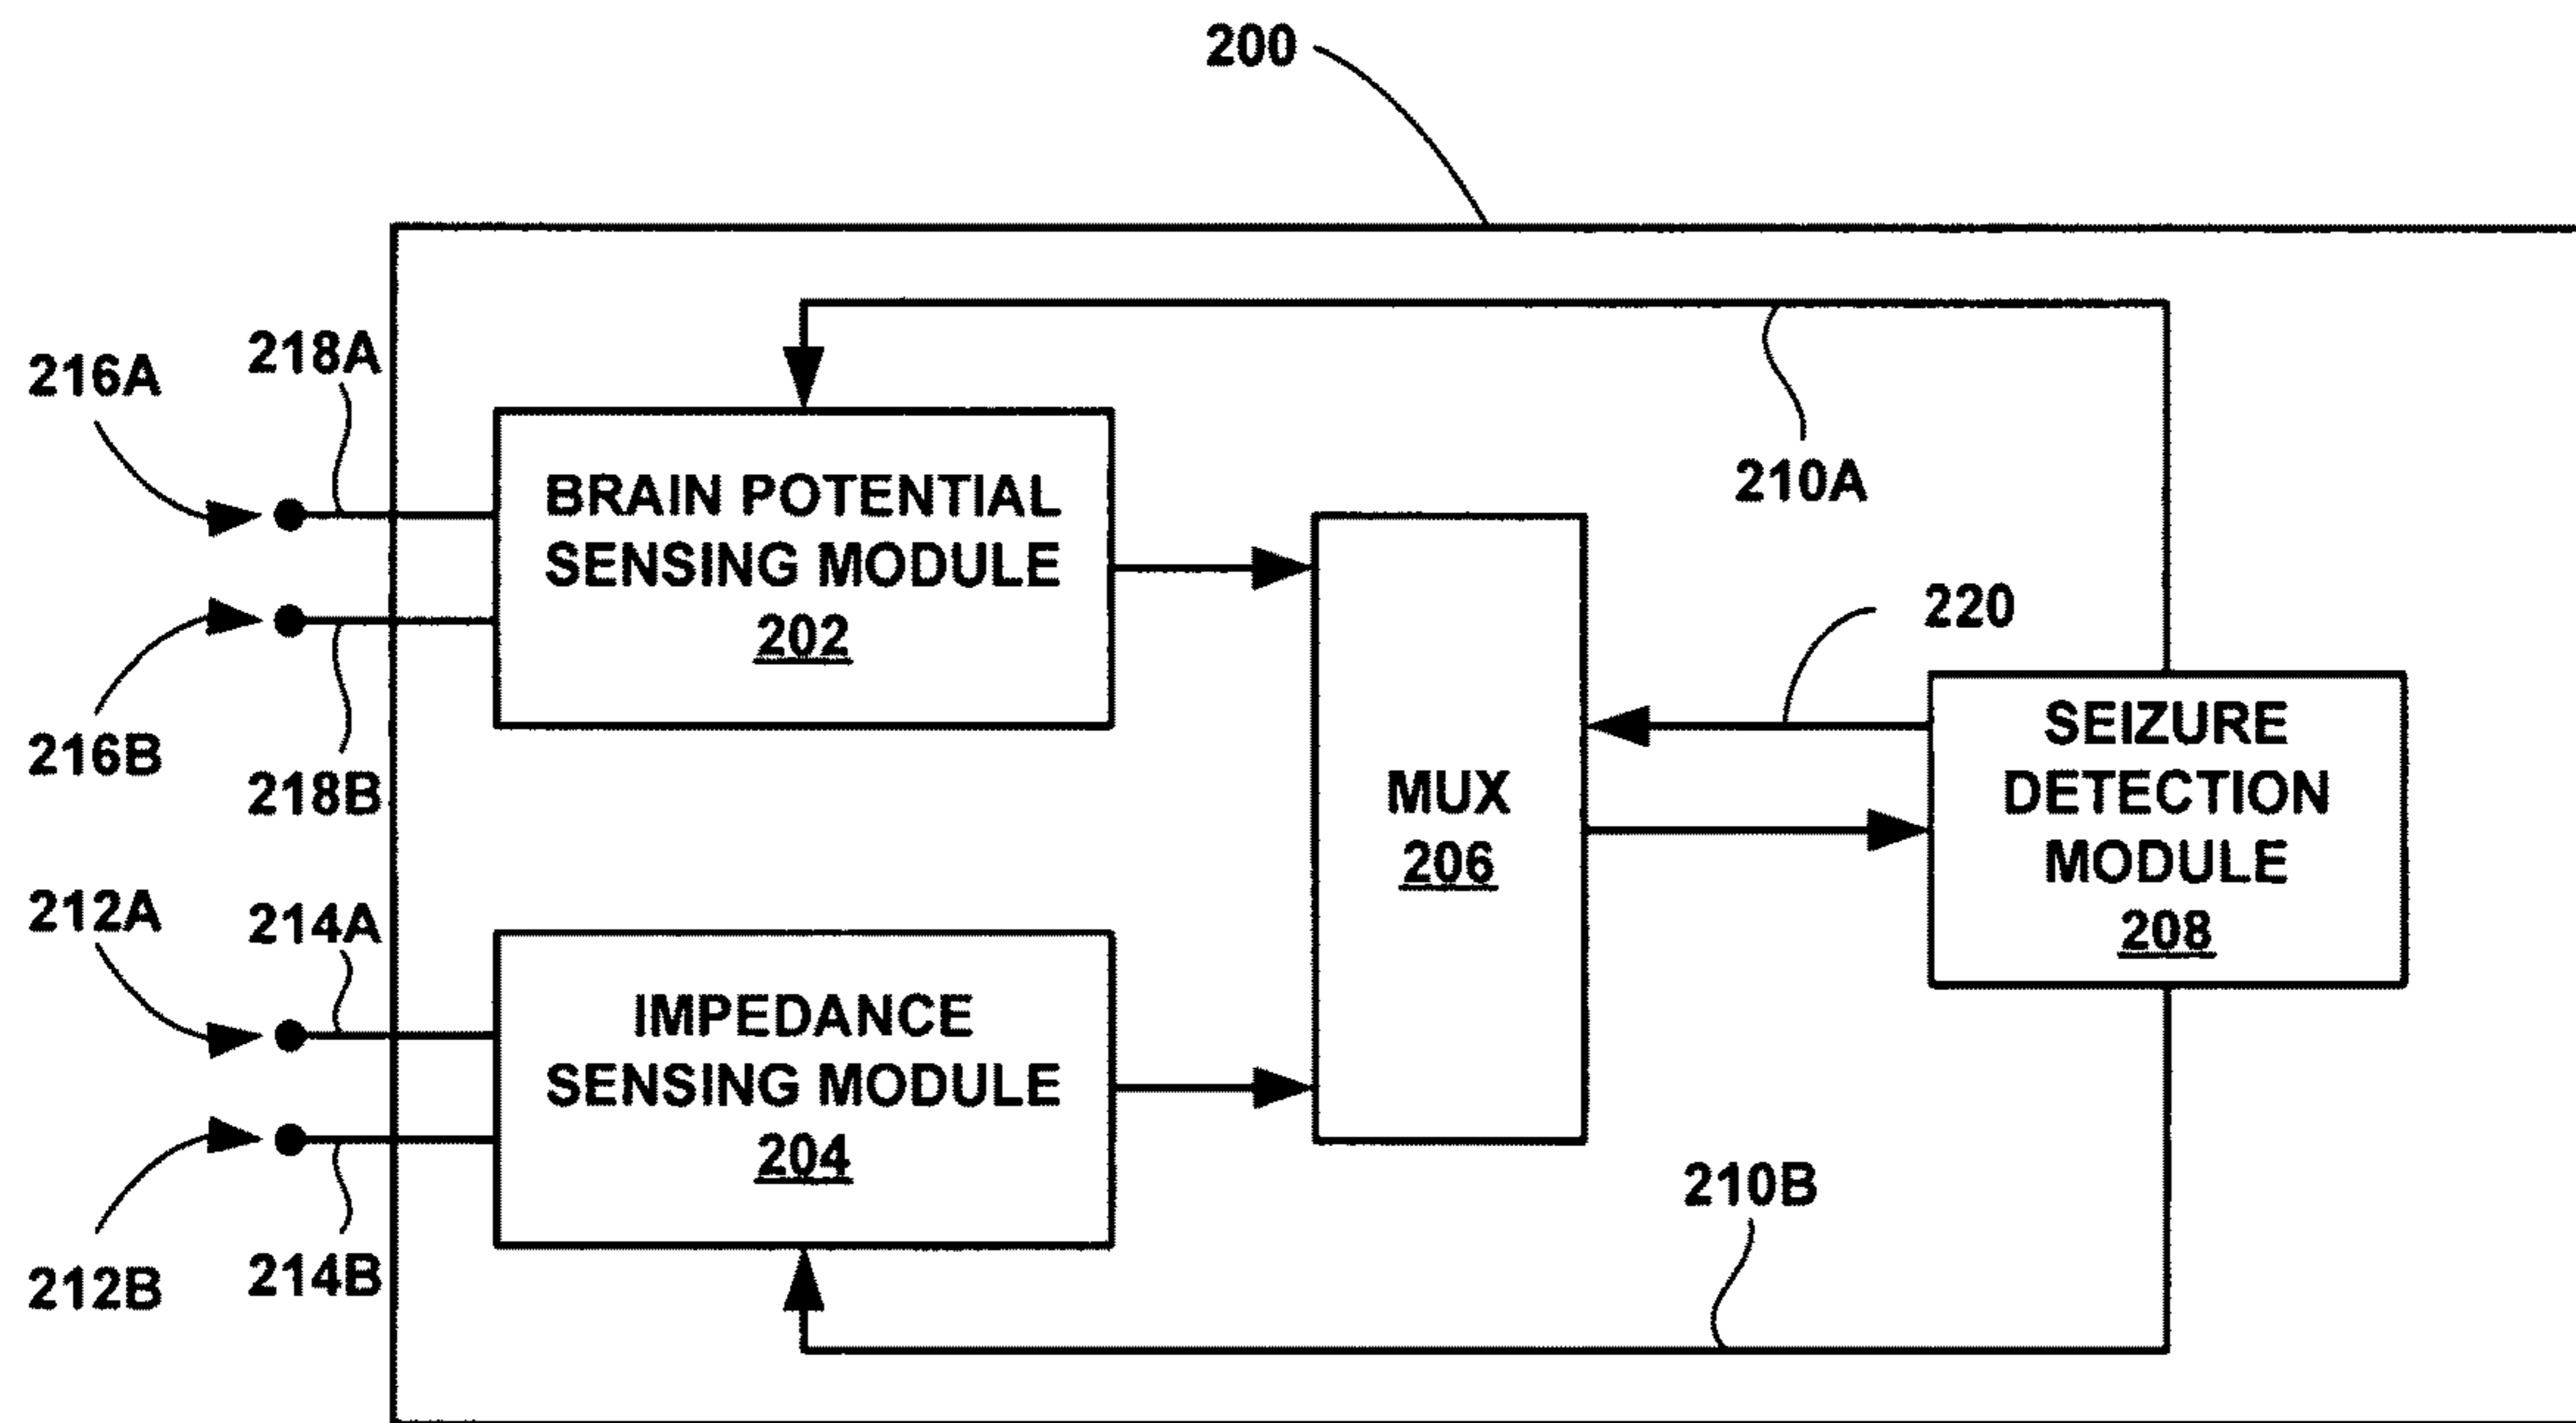 200
218A
216A
210A
BRAIN POTENTIAL
SENSING MODULE
202
220
216B
218B
MUX
206
SEIZURE
DETECTION
MODULE
208
212A
214A
IMPEDANCE
SENSING MODULE
204
210B
212B
214B